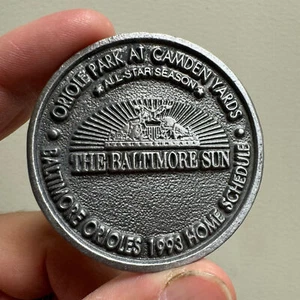 ORIOLE PARK AT CAMDEN YARDS
ALL-STAR SEASON
THE BALTIMORE SUN
BALTIMORE ORIOLES 1993 HOME SCHEDULE